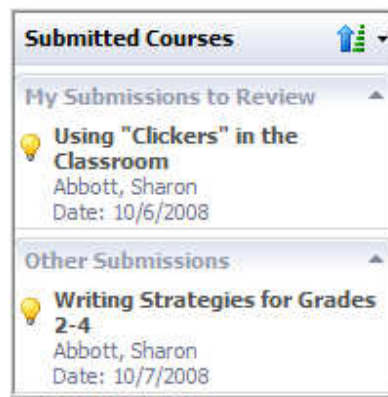 Submitted Courses
My Submissions to Review
Using "Clickers" in the
Classroom
Abbott, Sharon
Date: 10/6/2008
Other Submissions
Writing Strategies for Grades
2-4
Abbott, Sharon
Date: 10/7/2008